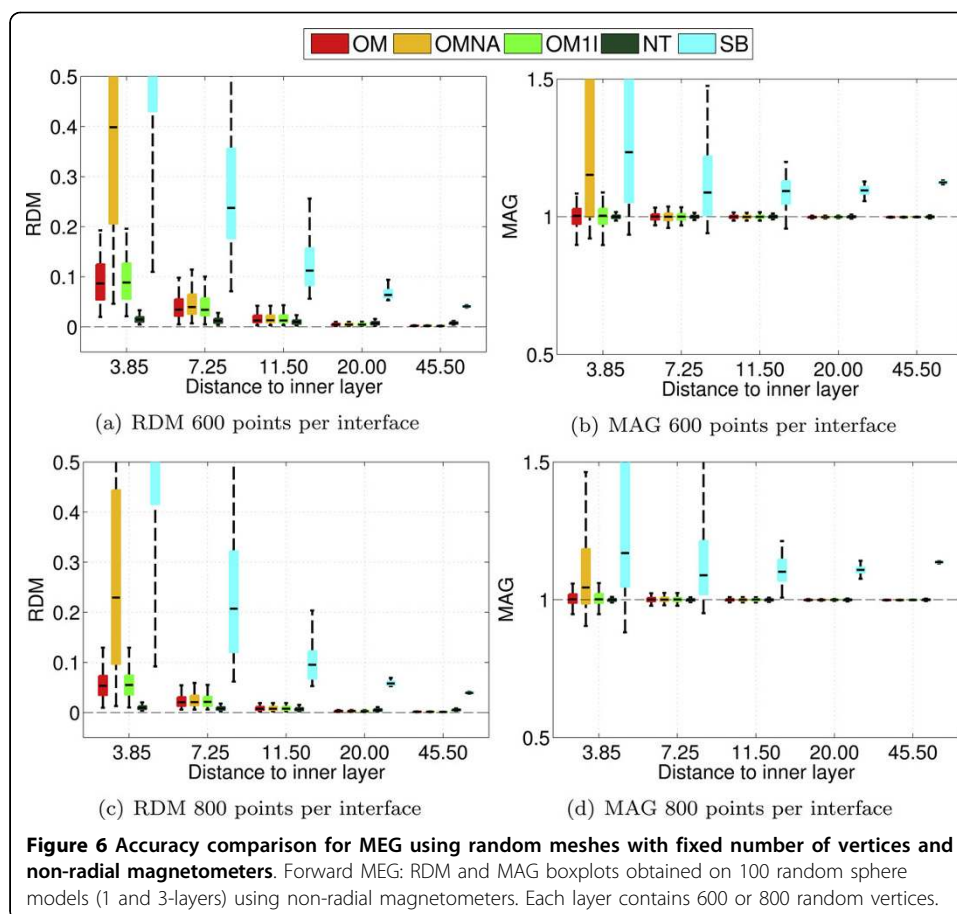 OM OMNA OM1I NT SB
0.5
0.4
0.3
0.2
0.1
0
RDM
3.85 7.25 11.50 20.00 45.50
Distance to inner layer
(a) RDM 600 points per interface
1.5
1
0.5
MAG
3.85 7.25 11.50 20.00 45.50
Distance to inner layer
(b) MAG 600 points per interface
0.5
0.4
0.3
0.2
0.1
0
RDM
3.85 7.25 11.50 20.00 45.50
Distance to inner layer
(c) RDM 800 points per interface
1.5
1
0.5
MAG
3.85 7.25 11.50 20.00 45.50
Distance to inner layer
(d) MAG 800 points per interface
Figure 6 Accuracy comparison for MEG using random meshes with fixed number of vertices and
non-radial magnetometers. Forward MEG: RDM and MAG boxplots obtained on 100 random sphere
models (1 and 3-layers) using non-radial magnetometers. Each layer contains 600 or 800 random vertices.